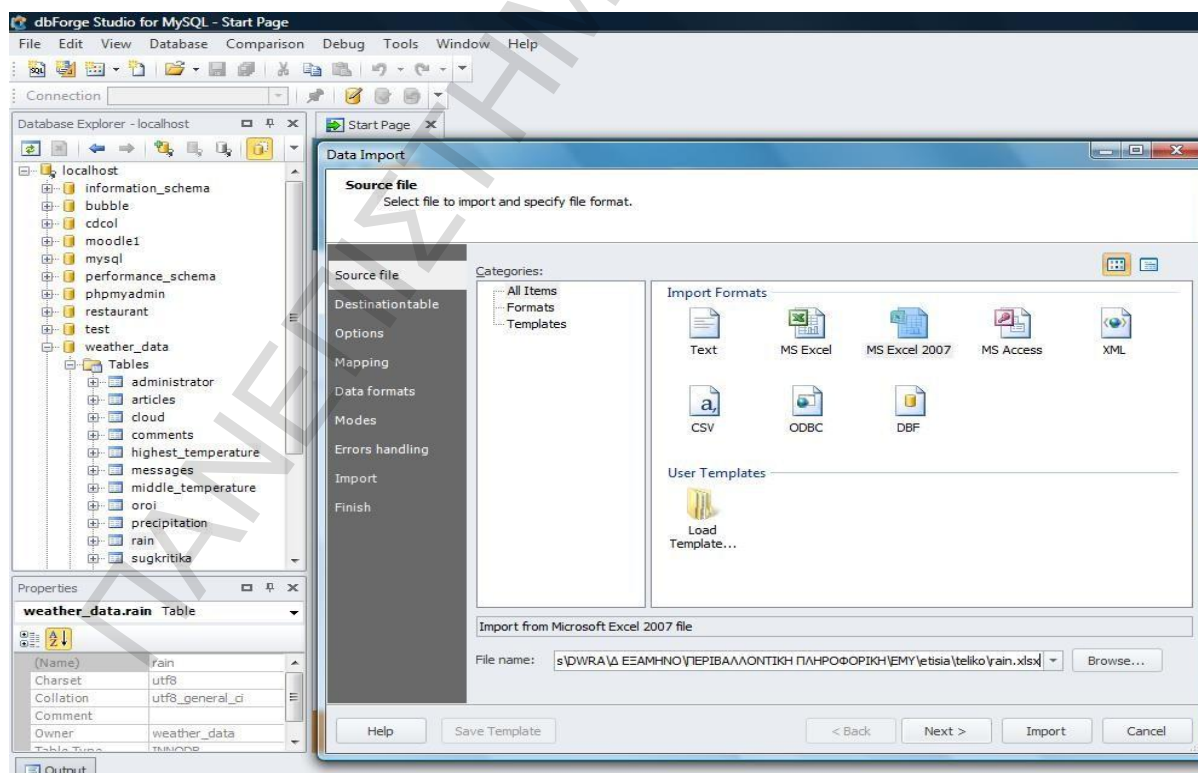 dbForge Studio for MySQL - Start Page
File Edit View Database Comparison Debug Tools Window Help
Connection
Database Explorer - localhost
localhost
information_schema
bubble
cdcol
moodle1
mysql
performance_schema
phpmyadmin
restaurant
test
weather_data
Tables
administrator
articles
cloud
comments
highest_temperature
messages
middle_temperature
oroi
precipitation
rain
sugkritika
Properties
weather_data.rain Table
(Name) rain
Charset utf8
Collation utf8_general_ci
Comment
Owner weather_data
Table Type INNODB
Output
Start Page
Data Import
Source file
Select file to import and specify file format.
Source file
Destinationtable
Options
Mapping
Data formats
Modes
Errors handling
Import
Finish
Categories:
All Items
Formats
Templates
Import Formats
Text
MS Excel
MS Excel 2007
MS Access
XML
CSV
ODBC
DBF
User Templates
Load
Template...
Import from Microsoft Excel 2007 file
File name: s\DWRA\Δ ΕΞΑΜΗΝΟ\ΠΕΡΙΒΑΛΛΟΝΤΙΚΗ ΠΛΗΡΟΦΟΡΙΚΗ\EMY\etisia\teliko\rain.xlsx Browse...
Help Save Template < Back Next > Import Cancel
ΠΑΝΕΠΙΣΤΗΜ